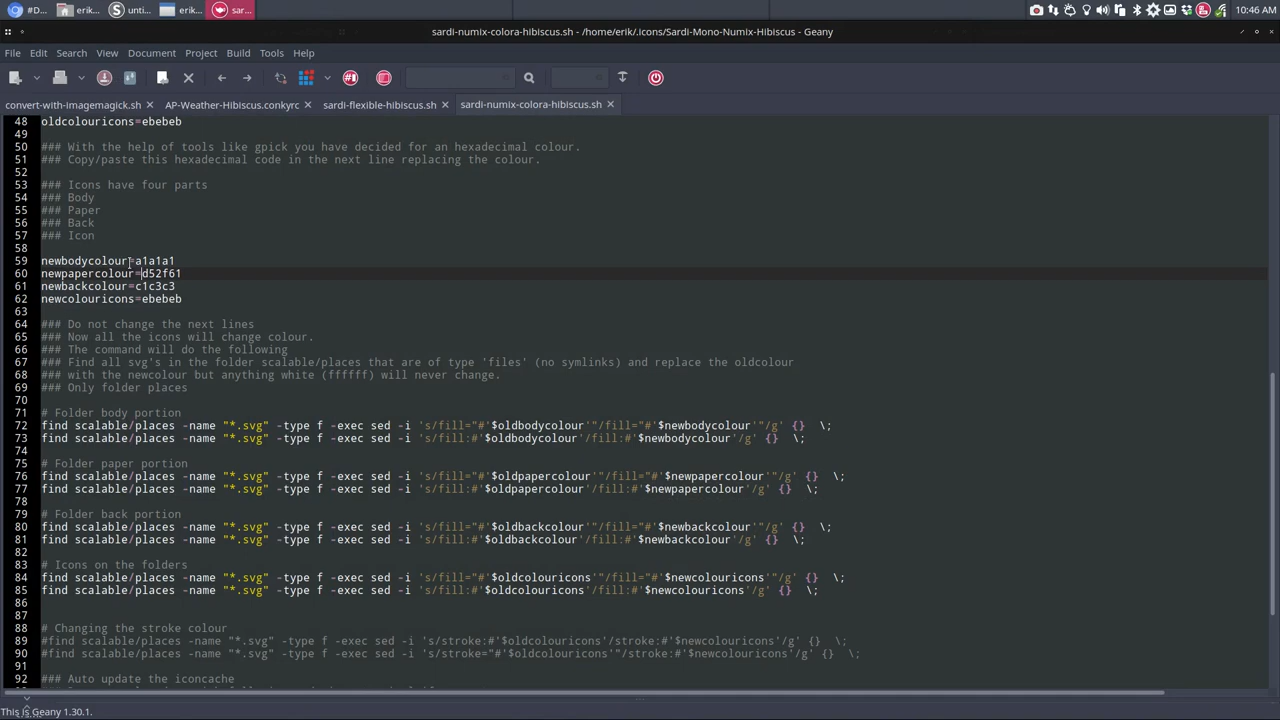 #D...
erik...
unti...
erik...
sar...
10:46 AM
sardi-numix-colora-hibiscus.sh - /home/erik/.icons/Sardi-Mono-Numix-Hibiscus - Geany
File Edit Search View Document Project Build Tools Help
convert-with-imagemagick.sh AP-Weather-Hibiscus.conkyrc sardi-flexible-hibiscus.sh sardi-numix-colora-hibiscus.sh
48 oldcolouricons=ebebeb
49
50 ### With the help of tools like gpick you have decided for an hexadecimal colour.
51 ### Copy/paste this hexadecimal code in the next line replacing the colour.
52
53 ### Icons have four parts
54 ### Body
55 ### Paper
56 ### Back
57 ### Icon
58
59 newbodycolour=a1a1a1
60 newpapercolour=d52f61
61 newbackcolour=c1c3c3
62 newcolouricons=ebebeb
63
64 ### Do not change the next lines
65 ### Now all the icons will change colour.
66 ### The command will do the following
67 ### Find all svg's in the folder scalable/places that are of type 'files' (no symlinks) and replace the oldcolour
68 ### with the newcolour but anything white (ffffff) will never change.
69 ### Only folder places
70
71 # Folder body portion
72 find scalable/places -name "*.svg" -type f -exec sed -i 's/fill="#'$oldbodycolour'"/fill="#'$newbodycolour'"/g' {} \;
73 find scalable/places -name "*.svg" -type f -exec sed -i 's/fill:#'$oldbodycolour'/fill:#'$newbodycolour'/g' {} \;
74
75 # Folder paper portion
76 find scalable/places -name "*.svg" -type f -exec sed -i 's/fill="#'$oldpapercolour'"/fill="#'$newpapercolour'"/g' {} \;
77 find scalable/places -name "*.svg" -type f -exec sed -i 's/fill:#'$oldpapercolour'/fill:#'$newpapercolour'/g' {} \;
78
79 # Folder back portion
80 find scalable/places -name "*.svg" -type f -exec sed -i 's/fill="#'$oldbackcolour'"/fill="#'$newbackcolour'"/g' {} \;
81 find scalable/places -name "*.svg" -type f -exec sed -i 's/fill:#'$oldbackcolour'/fill:#'$newbackcolour'/g' {} \;
82
83 # Icons on the folders
84 find scalable/places -name "*.svg" -type f -exec sed -i 's/fill="#'$oldcolouricons'"/fill="#'$newcolouricons'"/g' {} \;
85 find scalable/places -name "*.svg" -type f -exec sed -i 's/fill:#'$oldcolouricons'/fill:#'$newcolouricons'/g' {} \;
86
87
88 # Changing the stroke colour
89 #find scalable/places -name "*.svg" -type f -exec sed -i 's/stroke:#'$oldcolouricons'/stroke:#'$newcolouricons'/g' {} \;
90 #find scalable/places -name "*.svg" -type f -exec sed -i 's/stroke="#'$oldcolouricons'"/stroke="#'$newcolouricons'"/g' {} \;
91
92 ### Auto update the iconcache
This is Geany 1.30.1.